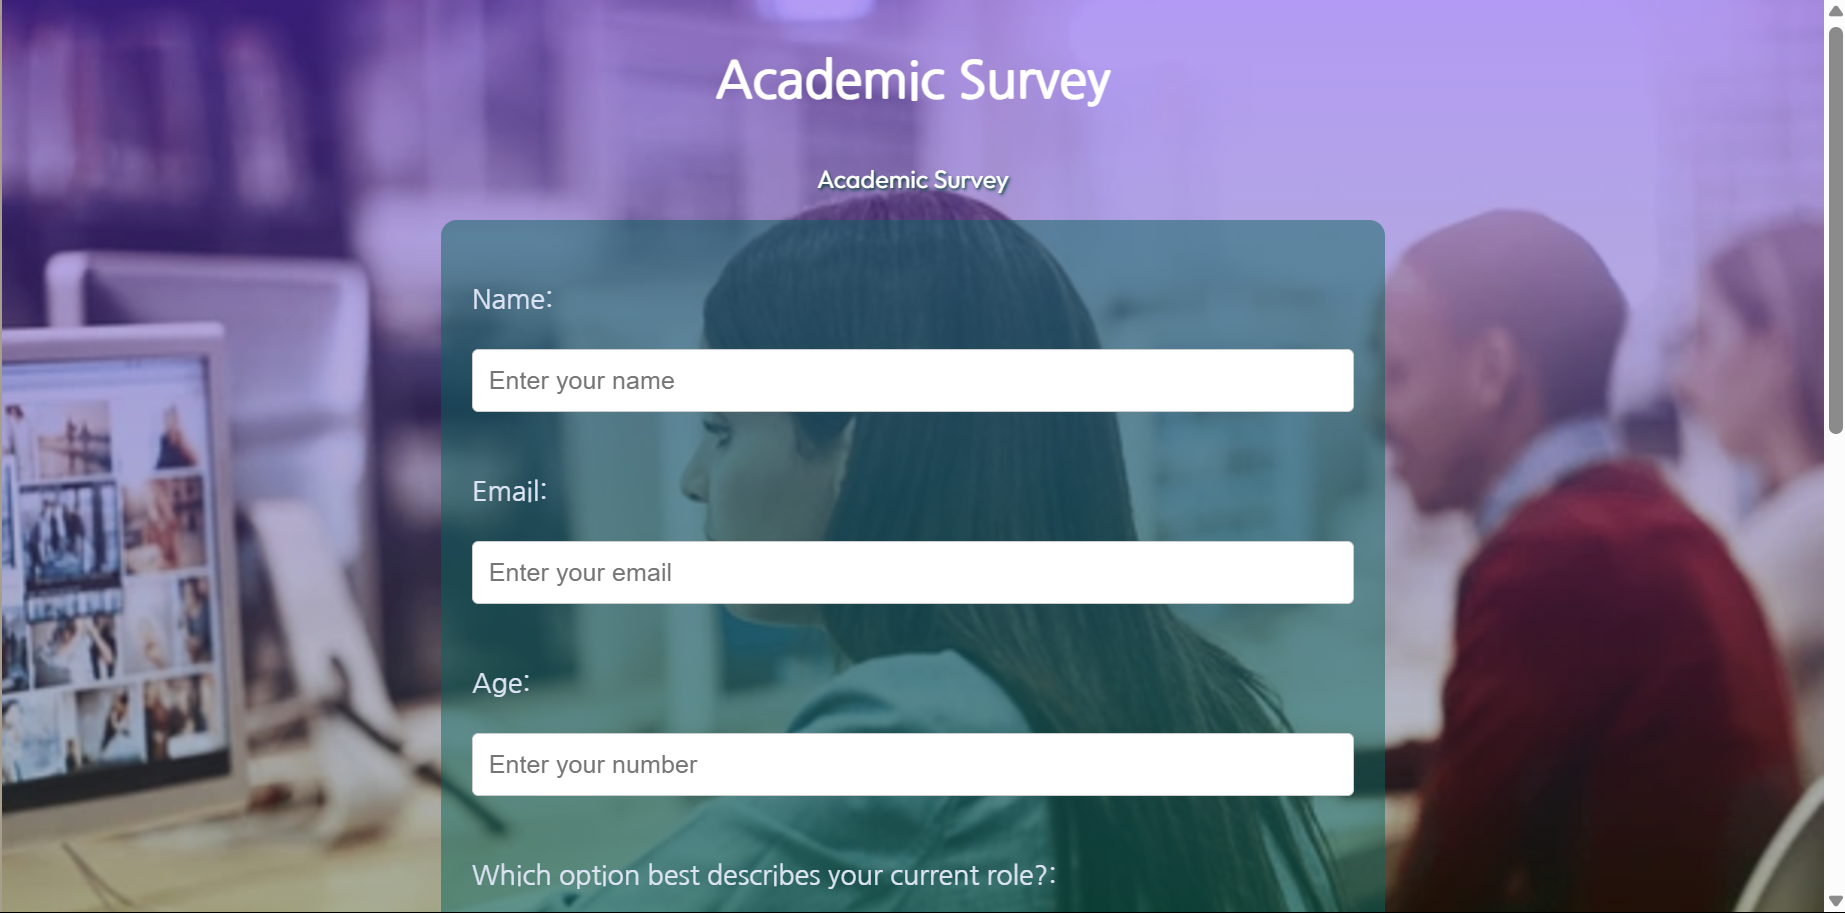 Academic Survey
Academic Survey
Name:
Enter your name
Email:
Enter your email
Age:
Enter your number
Which option best describes your current role?: